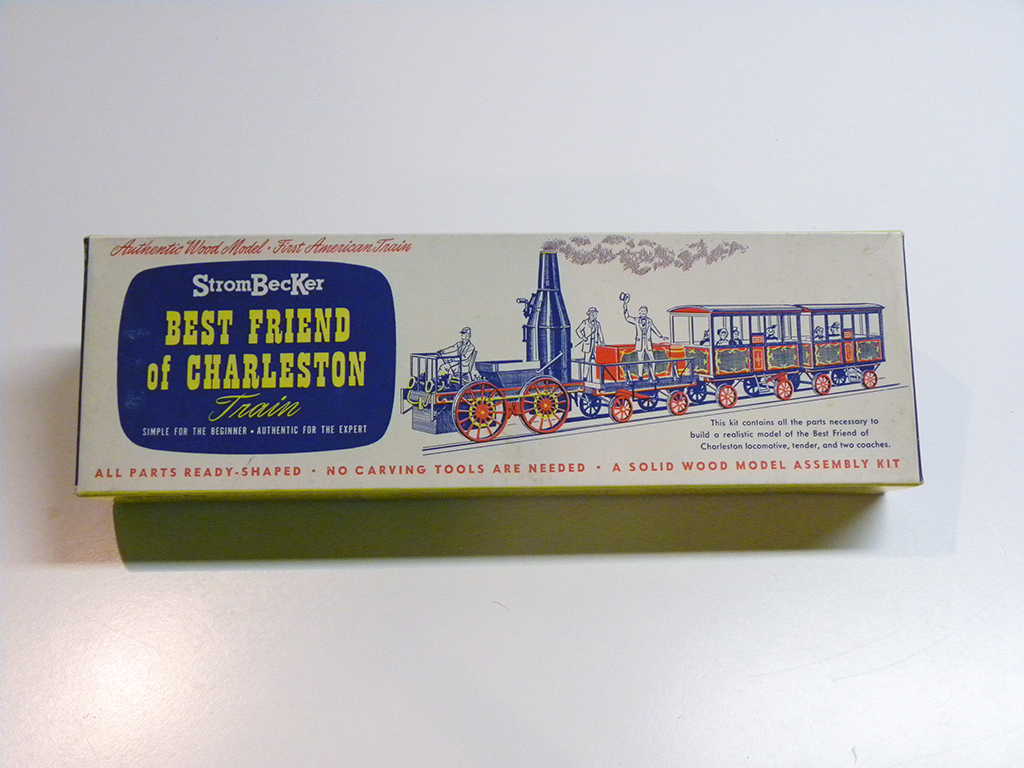 Authentic Wood Model • First American Train
StromBecKer
BEST FRIEND
of CHARLESTON
Train
SIMPLE FOR THE BEGINNER • AUTHENTIC FOR THE EXPERT
This kit contains all the parts necessary to
build a realistic model of the Best Friend of
Charleston locomotive, tender, and two coaches.
ALL PARTS READY-SHAPED • NO CARVING TOOLS ARE NEEDED • A SOLID WOOD MODEL ASSEMBLY KIT